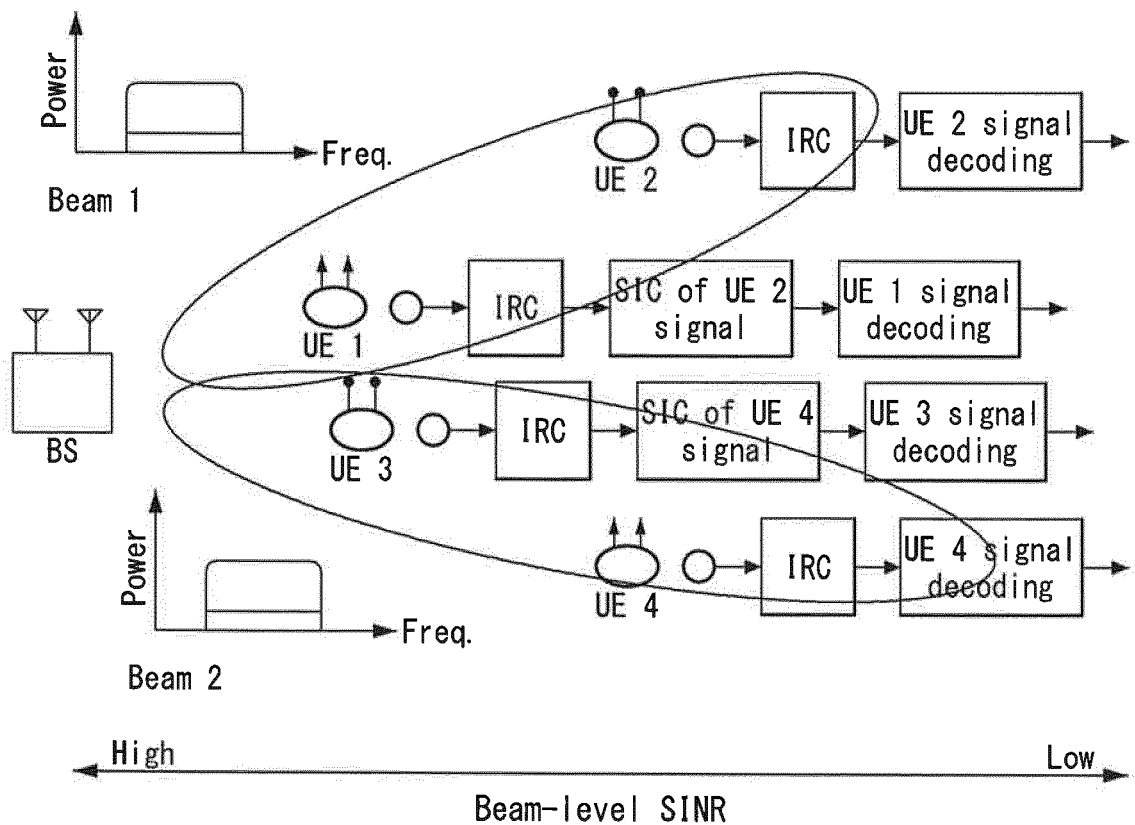 Power
Freq.
Beam 1
UE 2
IRC
UE 2 signal
decoding
UE 1
IRC
SIC of UE 2
signal
UE 1 signal
decoding
BS
UE 3
IRC
SIC of UE 4
signal
UE 3 signal
decoding
Power
Freq.
Beam 2
UE 4
IRC
UE 4 signal
decoding
High
Low
Beam-level SINR